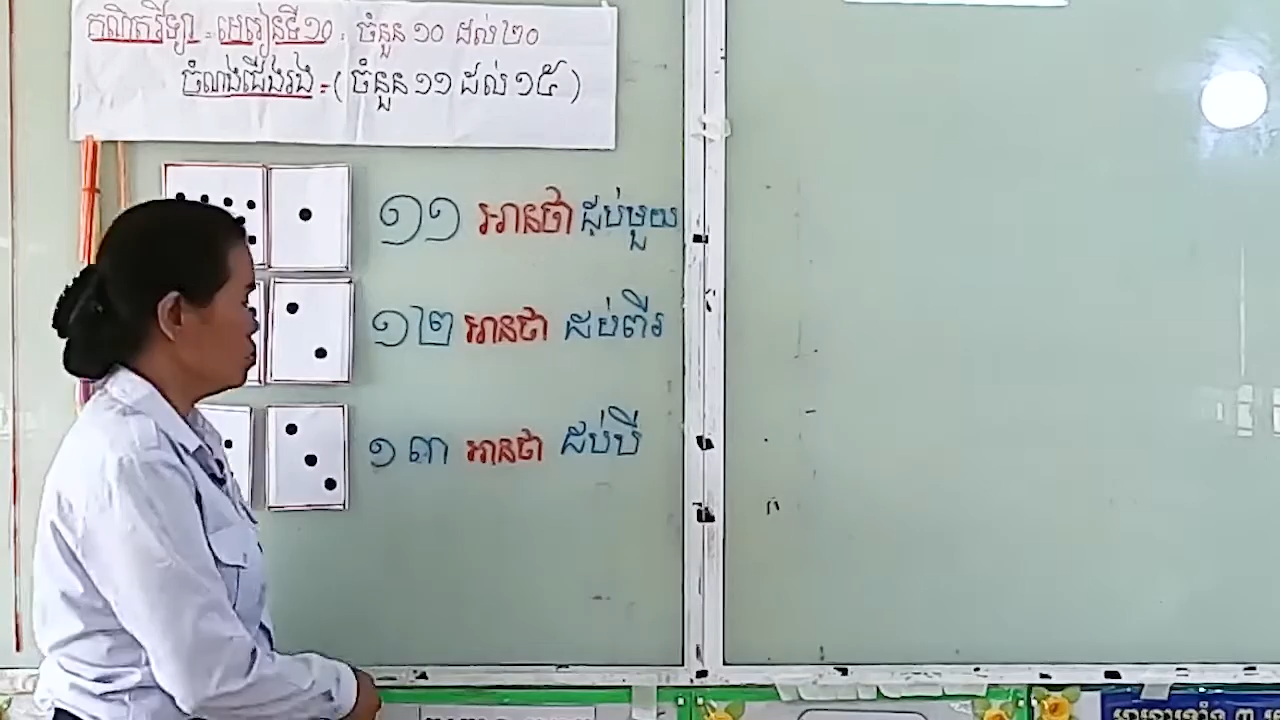 គណិតវិទ្យា = មេរៀនទី១០ : ចំនួន ១០ ដល់ ២០
ចំណងជើងរង =( ចំនួន ១១ ដល់ ១៥ )
១១ អានថា ដប់មួយ
១២ អានថា ដប់ពីរ
១៣ អានថា ដប់បី